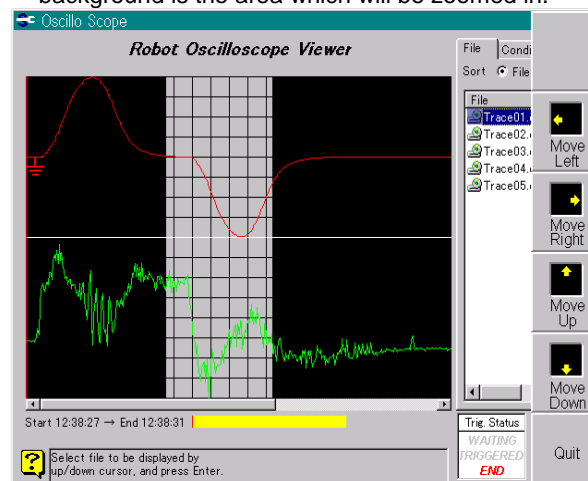 background is the area which will be zoomed in.
Oscillo Scope
Robot Oscilloscope Viewer
File Condi
Sort File
File
Trace01.
Trace02.
Trace03.
Trace04.
Trace05.
Move
Left
Move
Right
Move
Up
Move
Down
Quit
Start 12:38:27 → End 12:38:31
Trig. Status
WAITING
TRIGGERED
END
Select file to be displayed by
up/down cursor, and press Enter.